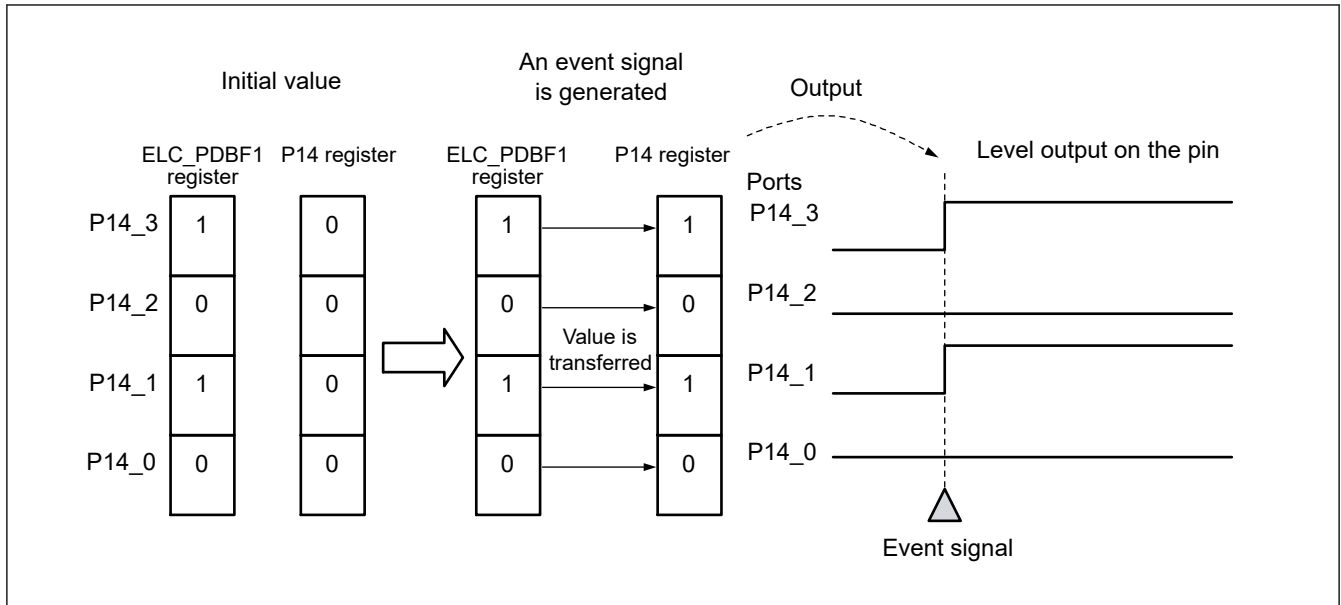 Initial value
An event signal
is generated
Output
ELC_PDBF1
register
P14 register
ELC_PDBF1
register
P14 register
Level output on the pin
Ports
P14_3
1
0
1
1
P14_3
P14_2
0
0
0
0
P14_2
Value is
transferred
P14_1
1
0
1
1
P14_1
P14_0
0
0
0
0
P14_0
Event signal